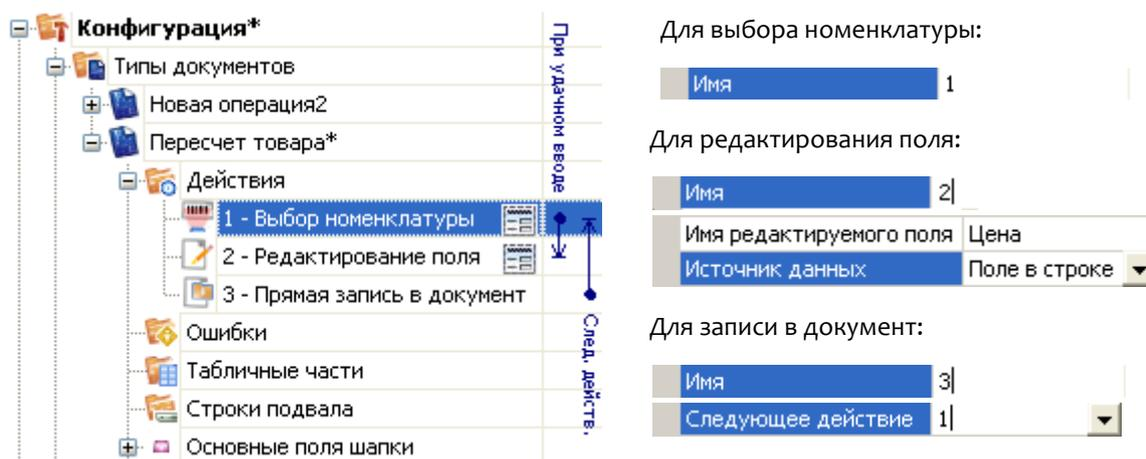 Конфигурация*
Типы документов
Новая операция2
Пересчет товара*
Действия
1 - Выбор номенклатуры
2 - Редактирование поля
3 - Прямая запись в документ
Ошибки
Табличные части
Строки подвала
Основные поля шапки
При удачном вводе
След. действ.
Для выбора номенклатуры:
Имя 1
Для редактирования поля:
Имя 2
Имя редактируемого поля Цена
Источник данных Поле в строке
Для записи в документ:
Имя 3
Следующее действие 1